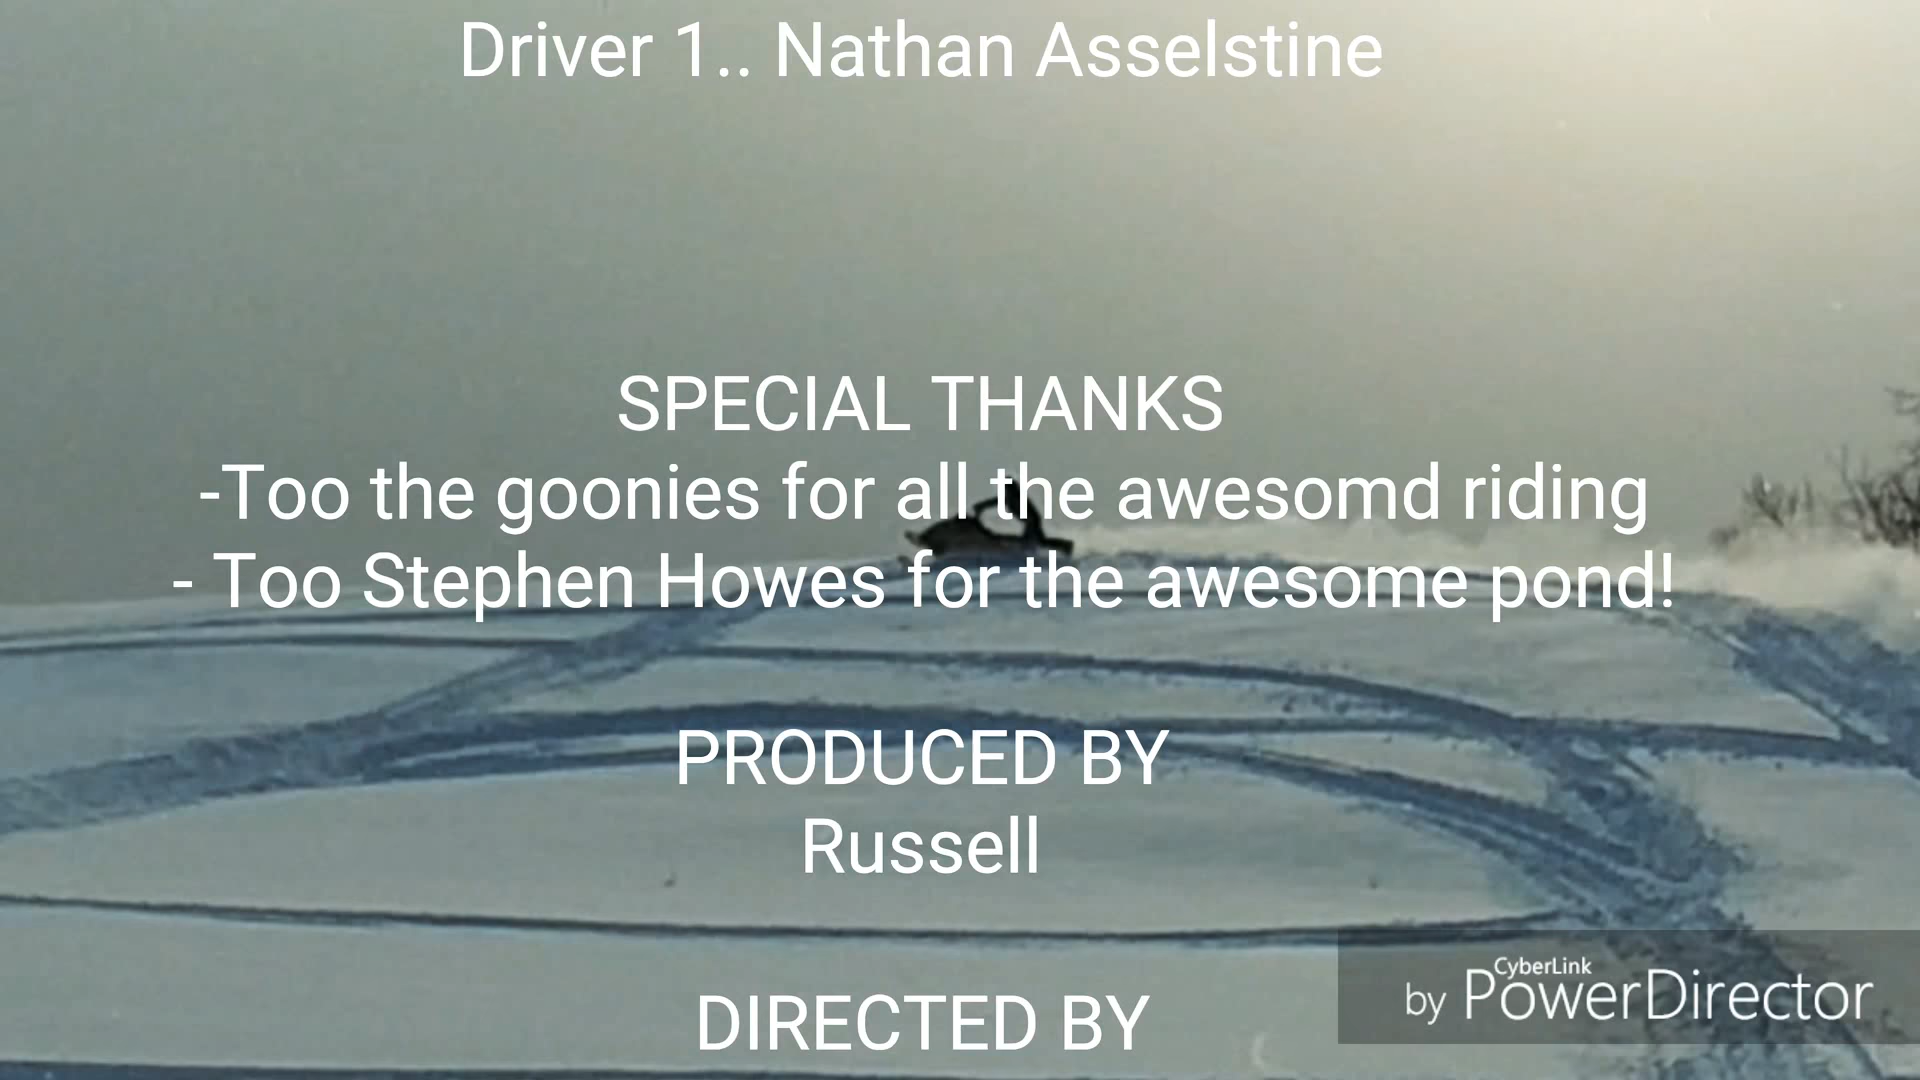 Driver 1.. Nathan Asselstine
SPECIAL THANKS
-Too the goonies for all the awesomd riding
- Too Stephen Howes for the awesome pond!
PRODUCED BY
Russell
DIRECTED BY
CyberLink
by PowerDirector